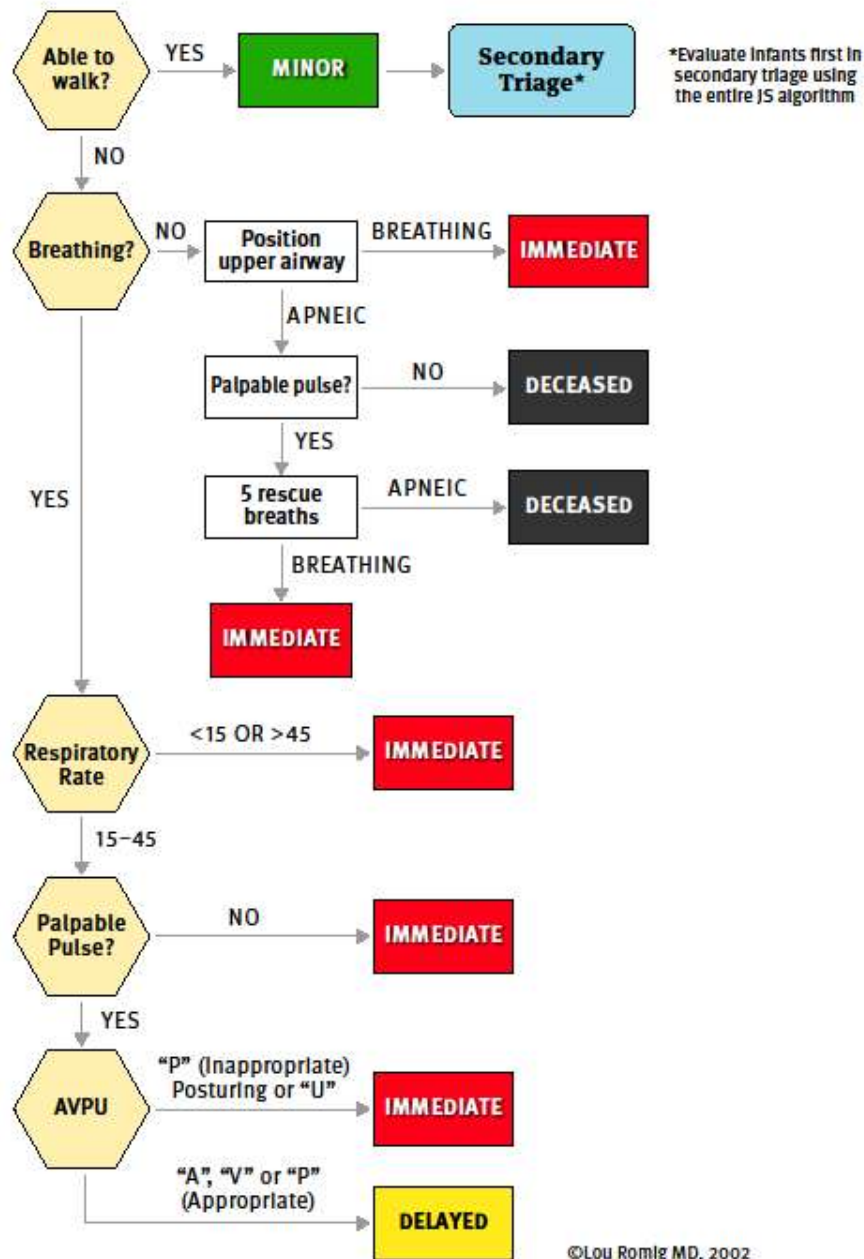 Able to
walk?
YES
MINOR
Secondary
Triage*
*Evaluate infants first in
secondary triage using
the entire JS algorithm
NO
Breathing?
NO
Position
upper airway
BREATHING
IMMEDIATE
APNEIC
Palpable pulse?
NO
DECEASED
YES
5 rescue
breaths
APNEIC
DECEASED
BREATHING
IMMEDIATE
YES
Respiratory
Rate
<15 OR >45
IMMEDIATE
15–45
Palpable
Pulse?
NO
IMMEDIATE
YES
AVPU
“P” (Inappropriate)
Posturing or “U”
IMMEDIATE
“A”, “V” or “P”
(Appropriate)
DELAYED
©Lou Romig MD, 2002